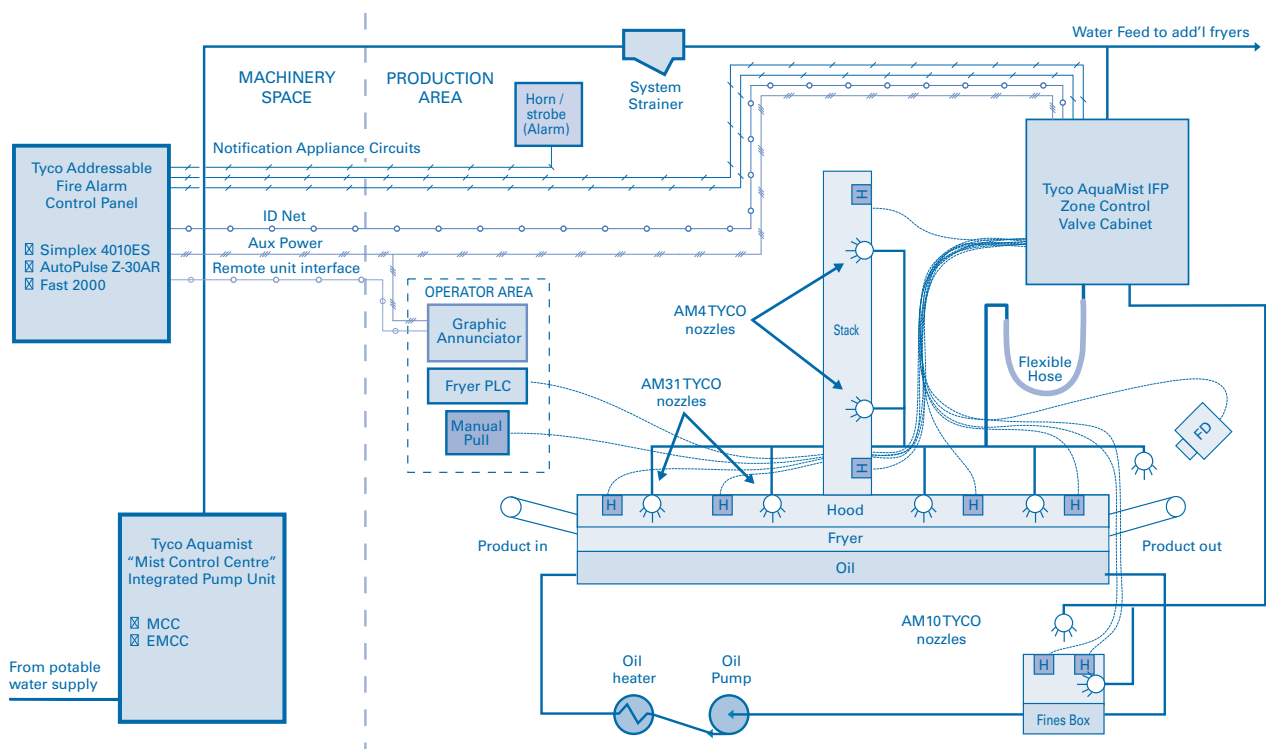 Water Feed to add'l fryers
MACHINERY
SPACE
PRODUCTION
AREA
System
Strainer
Horn /
strobe
(Alarm)
Notification Appliance Circuits
Tyco Addressable
Fire Alarm
Control Panel
Simplex 4010ES
AutoPulse Z-30AR
Fast 2000
ID Net
Aux Power
Remote unit interface
Tyco AquaMist IFP
Zone Control
Valve Cabinet
H
OPERATOR AREA
Graphic
Annunciator
Fryer PLC
Manual
Pull
AM4 TYCO
nozzles
Stack
AM31 TYCO
nozzles
Flexible
Hose
FD
H
H
H
H
H
Hood
Fryer
Oil
Product in
Product out
Tyco Aquamist
“Mist Control Centre”
Integrated Pump Unit
MCC
EMCC
From potable
water supply
Oil
heater
Oil
Pump
AM10 TYCO
nozzles
H
H
Fines Box